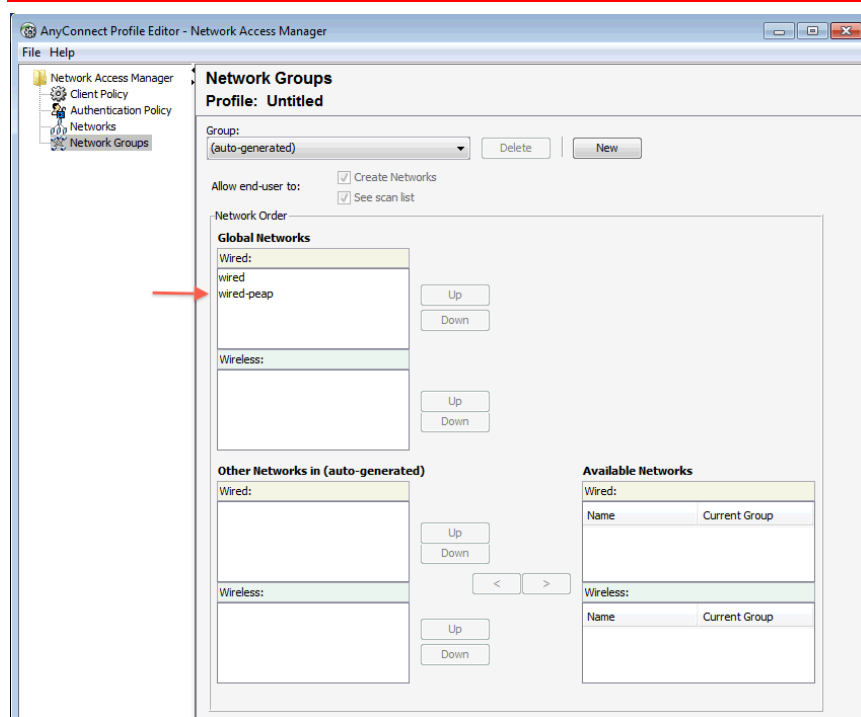 AnyConnect Profile Editor - Network Access Manager
File Help
Network Access Manager
Client Policy
Authentication Policy
Networks
Network Groups
Network Groups
Profile: Untitled
Group:
(auto-generated) Delete New
Allow end-user to:
Create Networks
See scan list
Network Order
Global Networks
Wired:
wired
wired-peap
Up
Down
Wireless:
Up
Down
Other Networks in (auto-generated)
Wired:
Up
Down
< >
Wireless:
Up
Down
Available Networks
Wired:
Name Current Group
Wireless:
Name Current Group